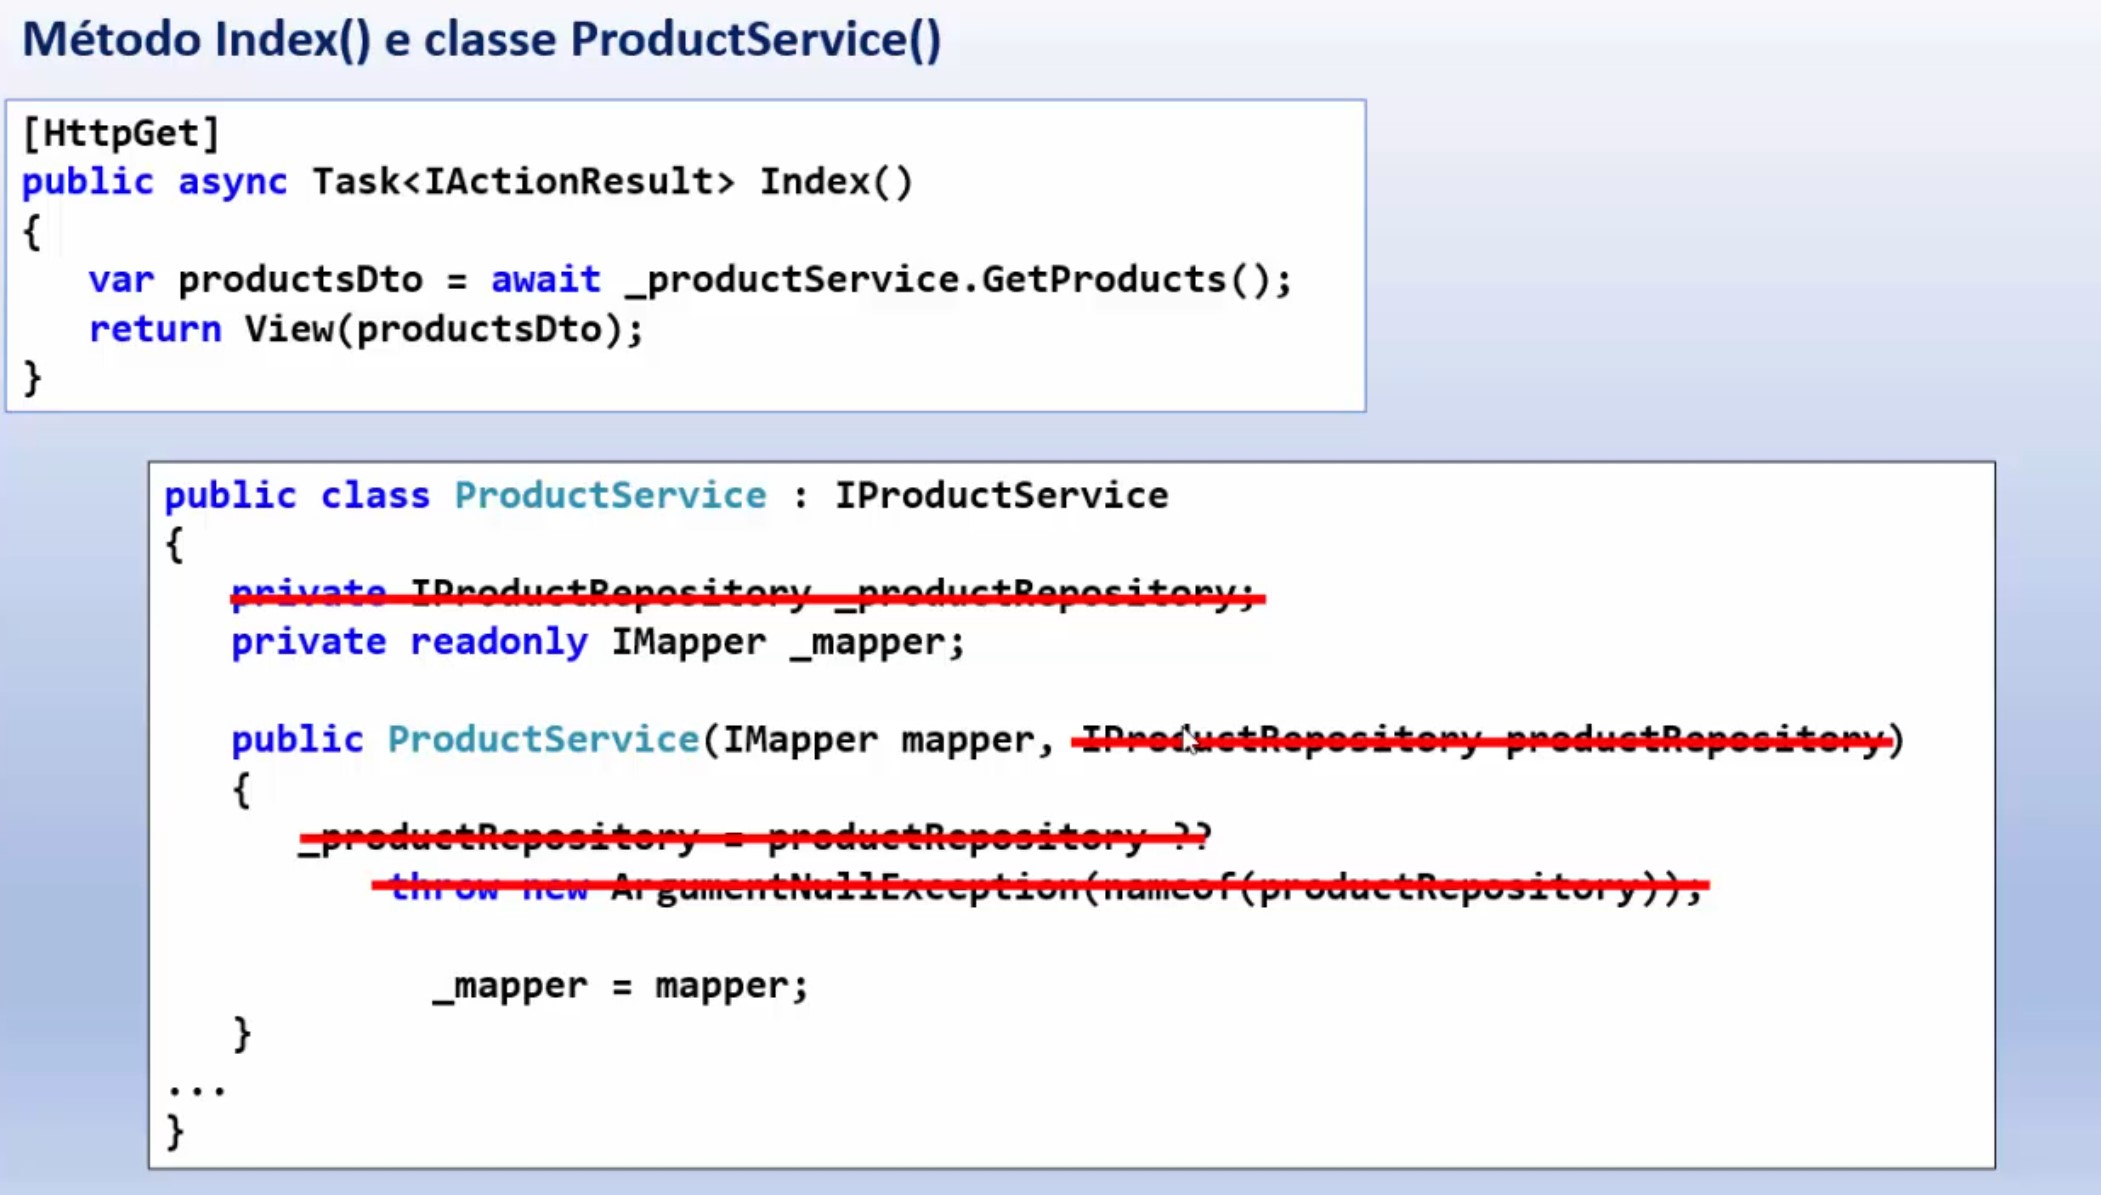 Método Index() e classe ProductService()
[HttpGet]
public async Task<IActionResult> Index()
{
var productsDto = await _productService.GetProducts();
return View(productsDto);
}
public class ProductService : IProductService
{
private IProductRepository _productRepository;
private readonly IMapper _mapper;
public ProductService(IMapper mapper, IProductRepository productRepository)
{
_productRepository = productRepository ??
throw new ArgumentNullException(nameof(productRepository));
_mapper = mapper;
}
...
}